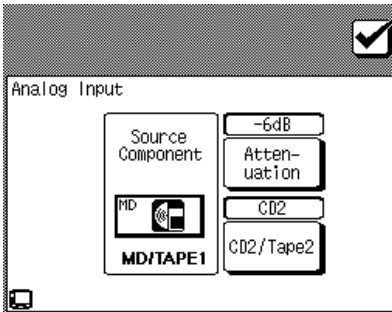 Analog Input
Source
Component
MD
MD/TAPE1
-6dB
Atten-
uation
CD2
CD2/Tape2